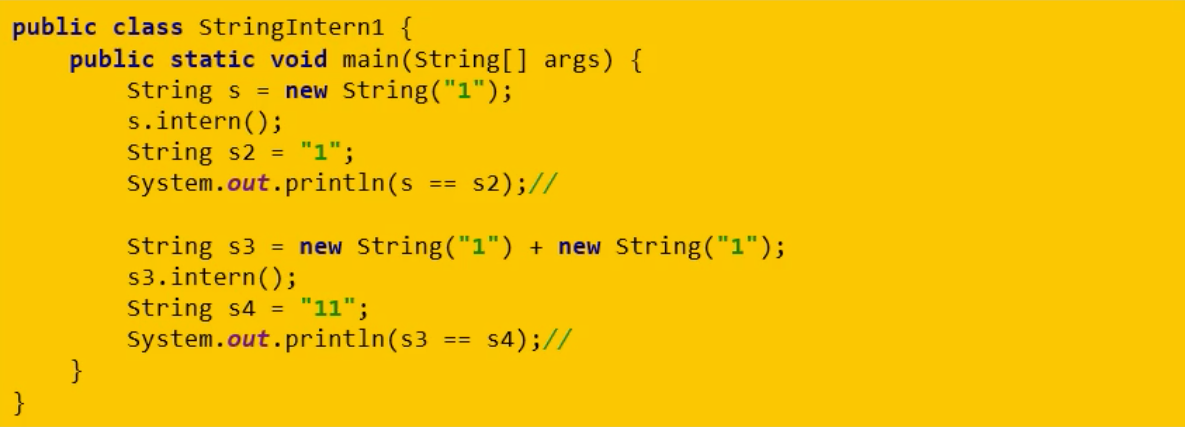 public class StringIntern1 {
    public static void main(String[] args) {
        String s = new String("1");
        s.intern();
        String s2 = "1";
        System.out.println(s == s2);//
        String s3 = new String("1") + new String("1");
        s3.intern();
        String s4 = "11";
        System.out.println(s3 == s4);//
    }
}